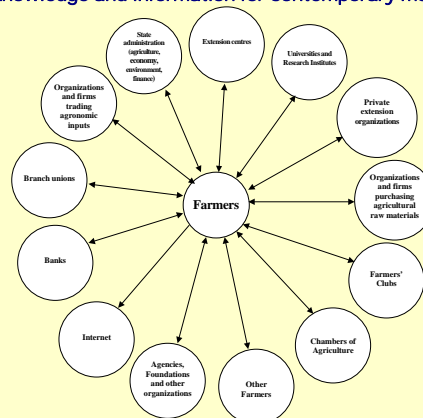 knowledge and information for contemporary
State
administration
(agriculture,
economy,
environment,
finance)
Extension centres
Universities and
Research Institutes
Organizations
and firms
trading
agronomic
inputs
Private
extension
organizations
Branch unions
Farmers
Organizations
and firms
purchasing
agricultural
raw materials
Banks
Farmers'
Clubs
Internet
Chambers of
Agriculture
Agencies,
Foundations
and other
organizations
Other
Farmers